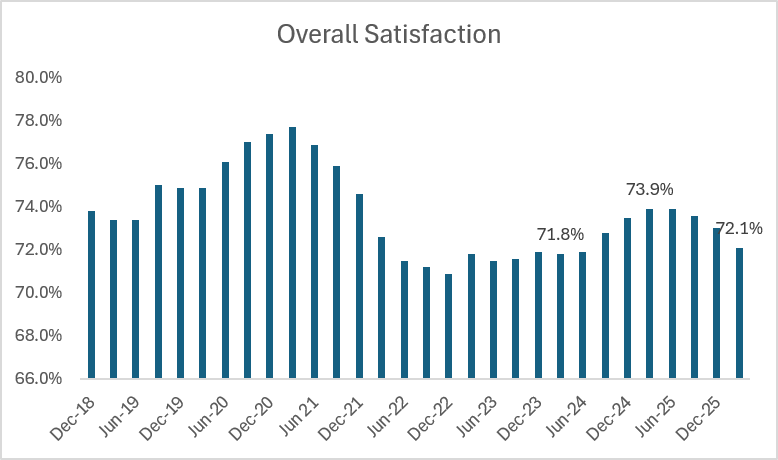 Overall Satisfaction
80.0%
78.0%
76.0%
74.0%
72.0%
70.0%
68.0%
66.0%
73.9%
71.8%
72.1%
Dec-18
Jun-19
Dec-19
Jun-20
Dec-20
Jun 21
Dec-21
Jun-22
Dec-22
Jun-23
Dec-23
Jun-24
Dec-24
Jun-25
Dec-25